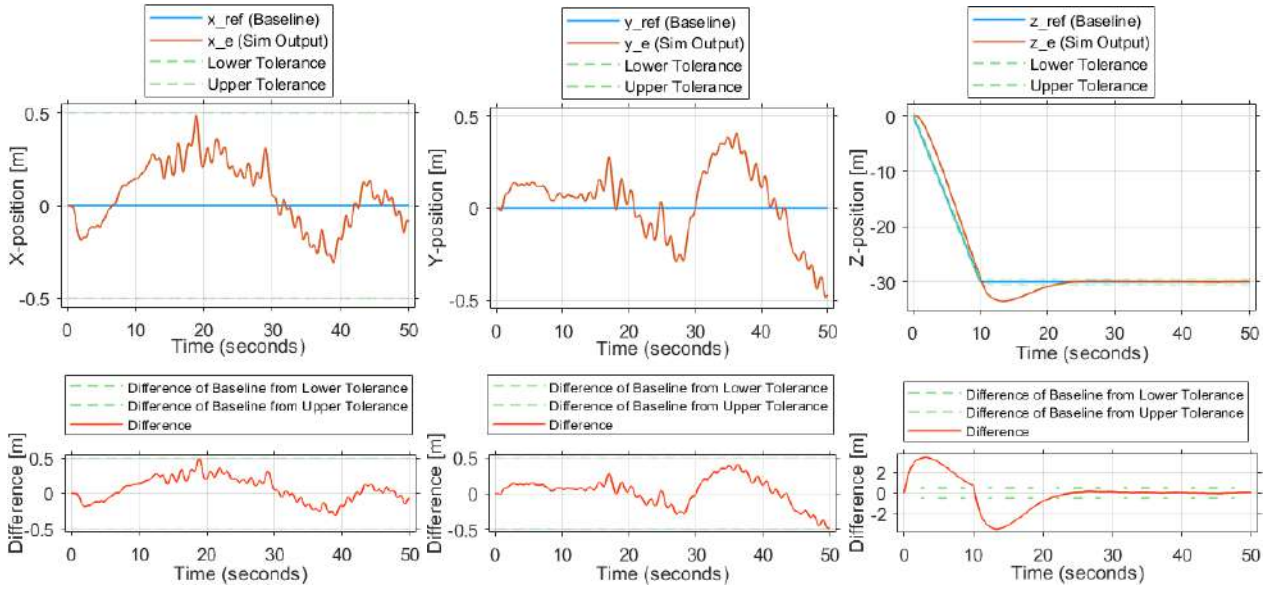 x_ref (Baseline)
x_e (Sim Output)
Lower Tolerance
Upper Tolerance
0.5
0
-0.5
X-position [m]
0 10 20 30 40 50
Time (seconds)
y_ref (Baseline)
y_e (Sim Output)
Lower Tolerance
Upper Tolerance
0.5
0
-0.5
Y-position [m]
0 10 20 30 40 50
Time (seconds)
z_ref (Baseline)
z_e (Sim Output)
Lower Tolerance
Upper Tolerance
0
-10
-20
-30
Z-position [m]
0 10 20 30 40 50
Time (seconds)
Difference of Baseline from Lower Tolerance
Difference of Baseline from Upper Tolerance
Difference
0.5
0
-0.5
Difference [m]
0 10 20 30 40 50
Time (seconds)
Difference of Baseline from Lower Tolerance
Difference of Baseline from Upper Tolerance
Difference
0.5
0
-0.5
Difference [m]
0 10 20 30 40 50
Time (seconds)
Difference of Baseline from Lower Tolerance
Difference of Baseline from Upper Tolerance
Difference
2
0
-2
Difference [m]
0 10 20 30 40 50
Time (seconds)